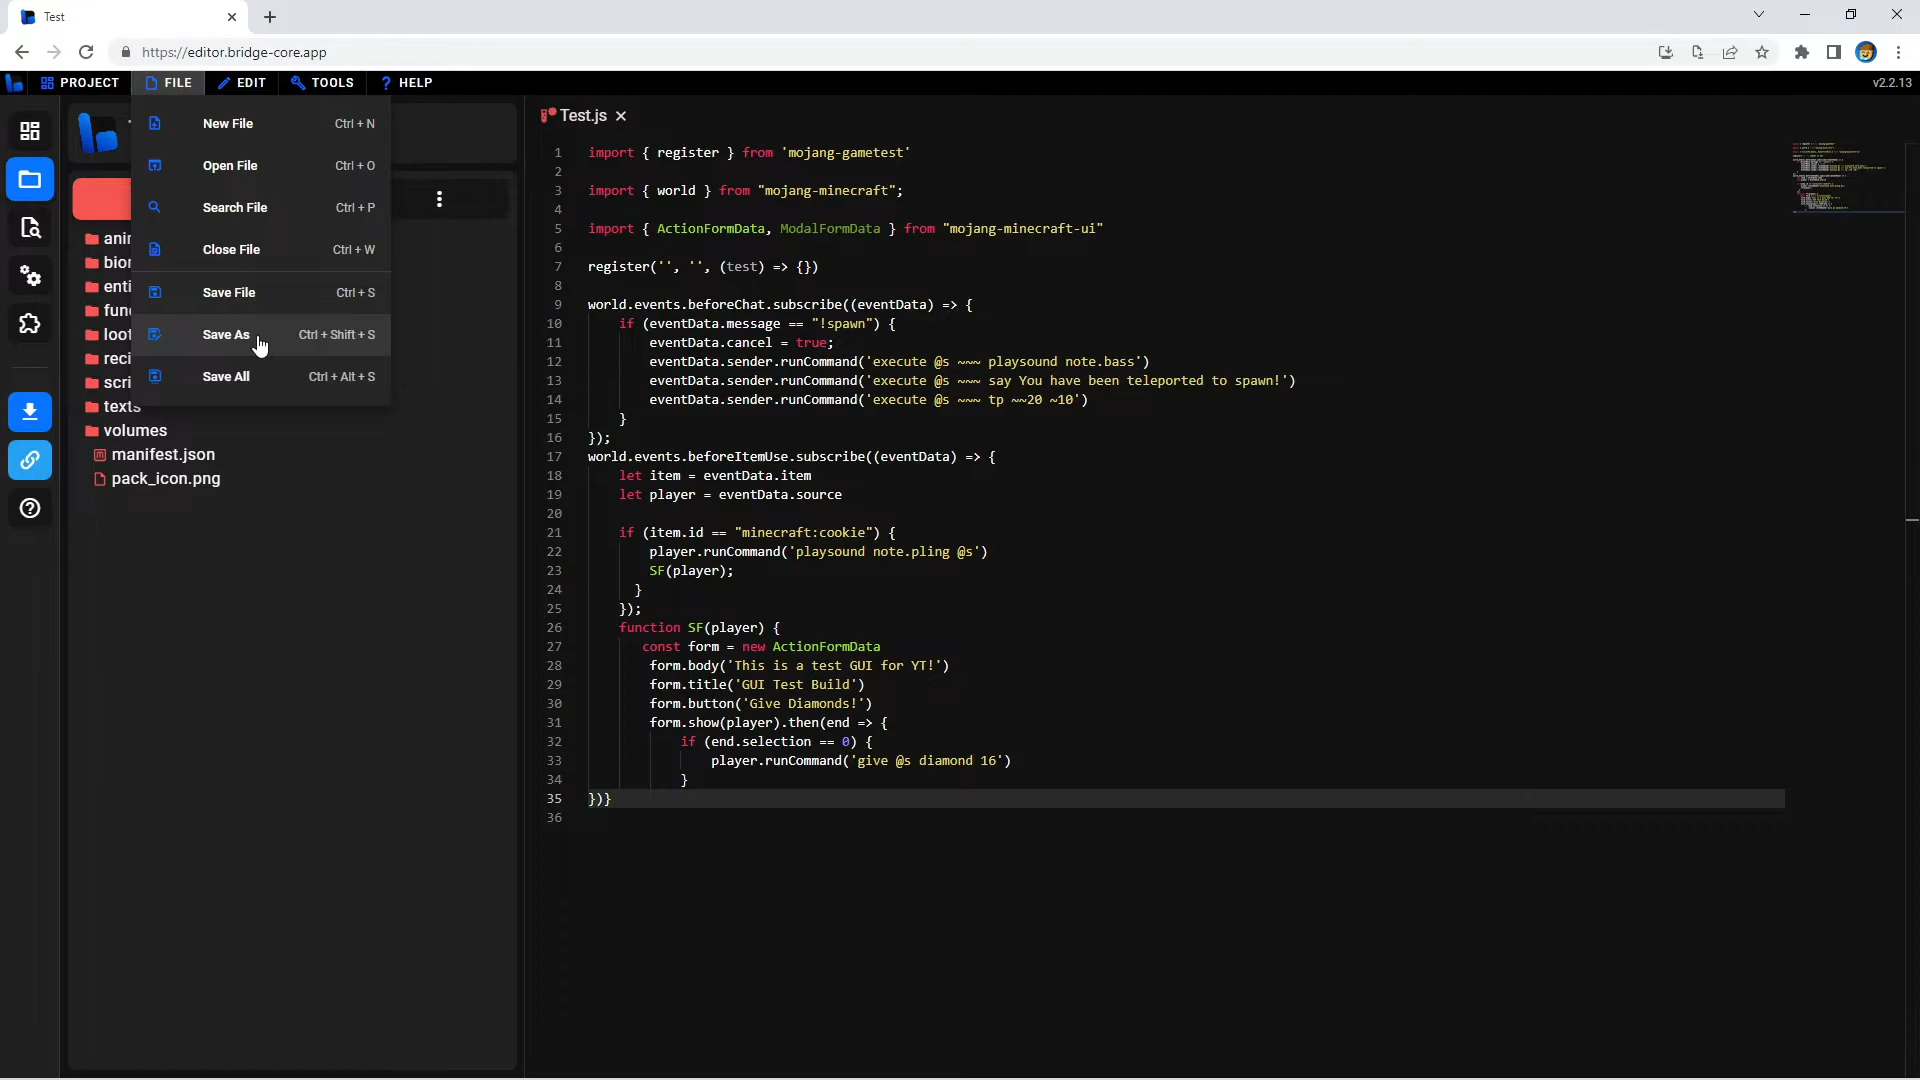 Test
https://editor.bridge-core.app
PROJECT FILE EDIT TOOLS ? HELP
v2.2.13
New File Ctrl + N
Open File Ctrl + O
Search File Ctrl + P
Close File Ctrl + W
Save File Ctrl + S
Save As Ctrl + Shift + S
Save All Ctrl + Alt + S
anir
bior
enti
fun
loot
reci
scri
texts
volumes
manifest.json
pack_icon.png
Test.js
1 import { register } from 'mojang-gametest'
2
3 import { world } from "mojang-minecraft";
4
5 import { ActionFormData, ModalFormData } from "mojang-minecraft-ui"
6
7 register('', '', (test) => {})
8
9 world.events.beforeChat.subscribe((eventData) => {
10 if (eventData.message == "!spawn") {
11 eventData.cancel = true;
12 eventData.sender.runCommand('execute @s ~~~ playsound note.bass')
13 eventData.sender.runCommand('execute @s ~~~ say You have been teleported to spawn!')
14 eventData.sender.runCommand('execute @s ~~~ tp ~~20 ~10')
15 }
16 });
17 world.events.beforeItemUse.subscribe((eventData) => {
18 let item = eventData.item
19 let player = eventData.source
20
21 if (item.id == "minecraft:cookie") {
22 player.runCommand('playsound note.pling @s')
23 SF(player);
24 }
25 });
26 function SF(player) {
27 const form = new ActionFormData
28 form.body('This is a test GUI for YT!')
29 form.title('GUI Test Build')
30 form.button('Give Diamonds!')
31 form.show(player).then(end => {
32 if (end.selection == 0) {
33 player.runCommand('give @s diamond 16')
34 }
35 })}
36